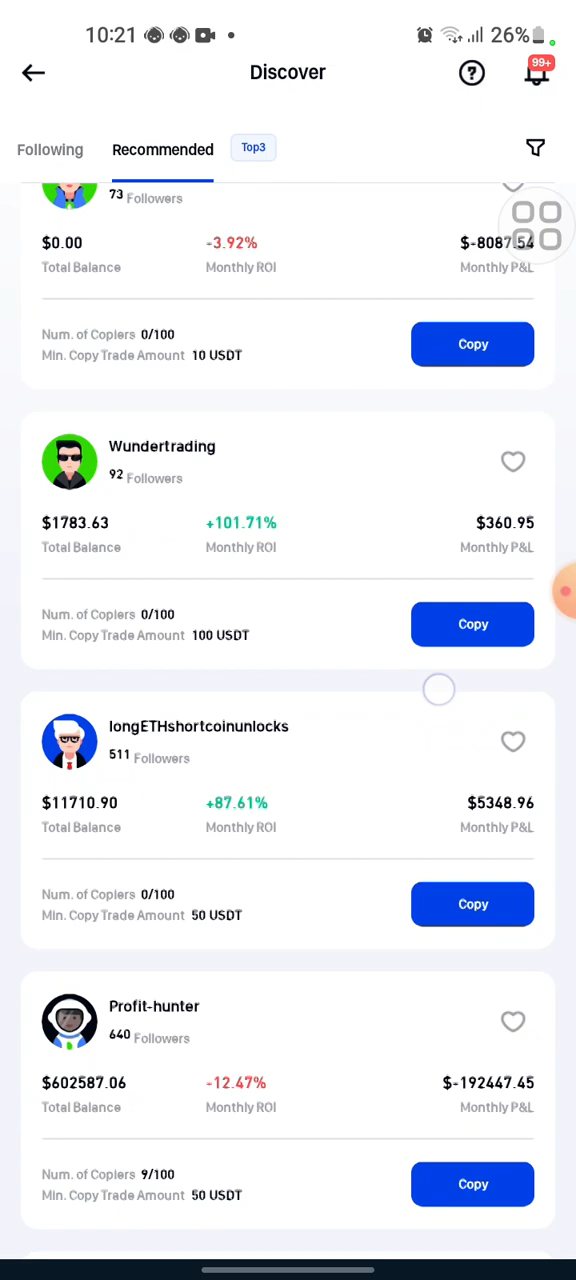 10:21 26%
Discover
99+
Following Recommended Top3
73 Followers
$0.00 -3.92% $-8087.54
Total Balance Monthly ROI Monthly P&L
Num. of Copiers 0/100
Min. Copy Trade Amount 10 USDT
Copy
Wundertrading
92 Followers
$1783.63 +101.71% $360.95
Total Balance Monthly ROI Monthly P&L
Num. of Copiers 0/100
Min. Copy Trade Amount 100 USDT
Copy
longETHshortcoinunlocks
511 Followers
$11710.90 +87.61% $5348.96
Total Balance Monthly ROI Monthly P&L
Num. of Copiers 0/100
Min. Copy Trade Amount 50 USDT
Copy
Profit-hunter
640 Followers
$602587.06 -12.47% $-192447.45
Total Balance Monthly ROI Monthly P&L
Num. of Copiers 9/100
Min. Copy Trade Amount 50 USDT
Copy